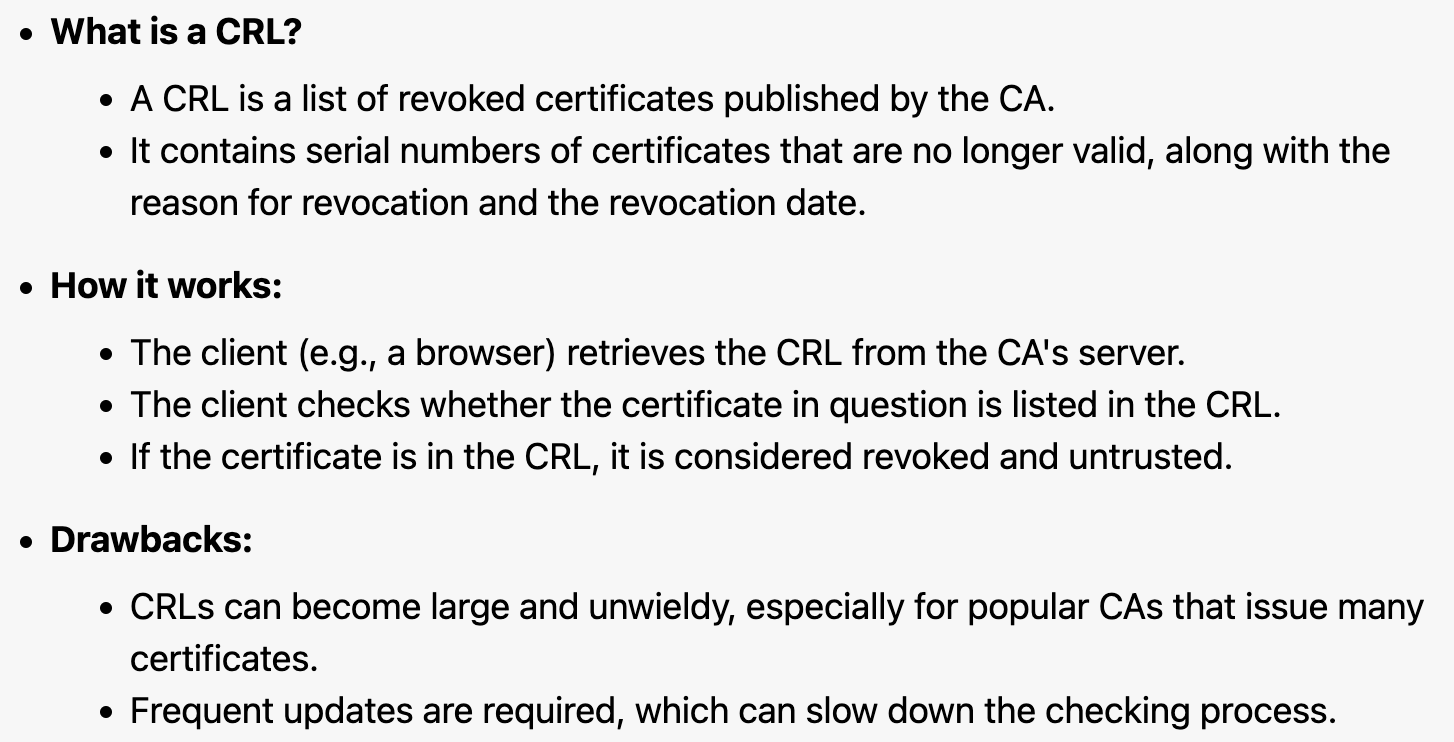 What is a CRL?
A CRL is a list of revoked certificates published by the CA.
It contains serial numbers of certificates that are no longer valid, along with the
reason for revocation and the revocation date.
How it works:
The client (e.g., a browser) retrieves the CRL from the CA's server.
The client checks whether the certificate in question is listed in the CRL.
If the certificate is in the CRL, it is considered revoked and untrusted.
Drawbacks:
CRLs can become large and unwieldy, especially for popular CAs that issue many
certificates.
Frequent updates are required, which can slow down the checking process.